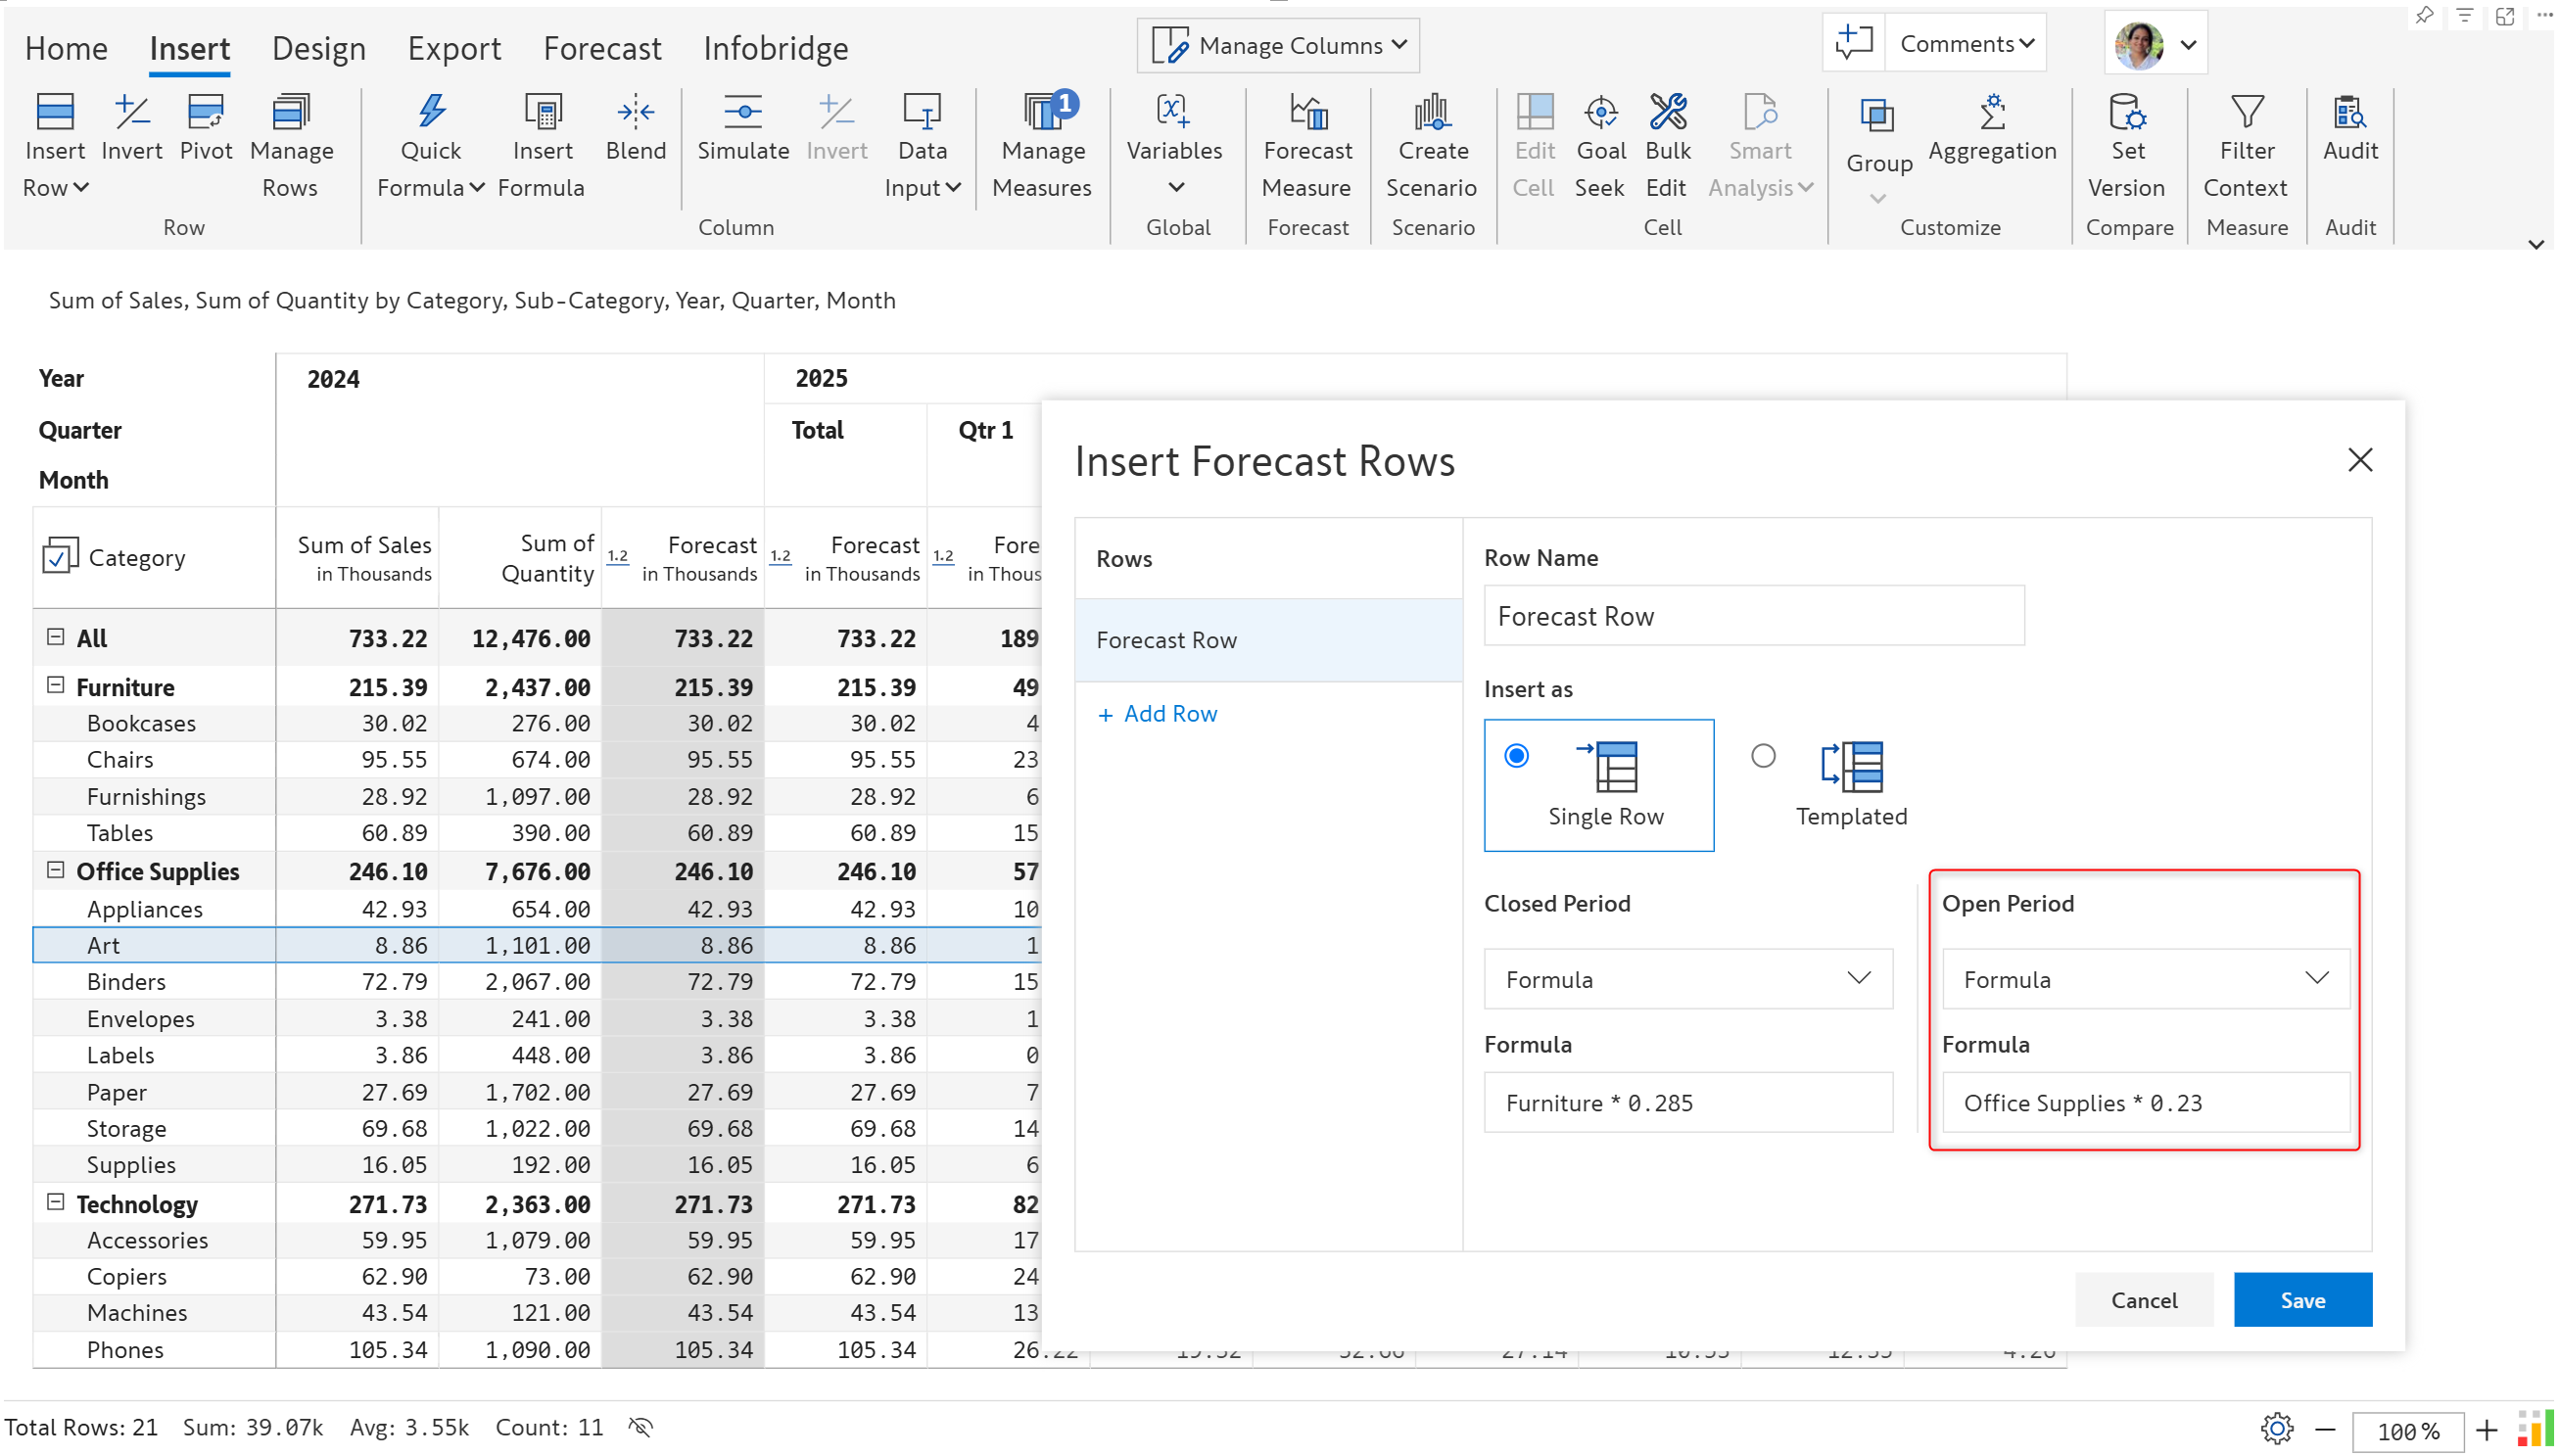 Home Insert Design Export Forecast Infobridge
Manage Columns
Comments
Insert Row
Invert
Pivot
Manage Rows
Row
Quick Formula
Insert Formula
Blend
Simulate
Invert
Data Input
Column
Manage Measures
1
Variables
Global
Forecast Measure
Forecast
Create Scenario
Scenario
Edit Cell
Goal Seek
Bulk Edit
Smart Analysis
Cell
Group
Aggregation
Customize
Set Version
Compare
Filter Context
Measure
Audit
Audit
Sum of Sales, Sum of Quantity by Category, Sub-Category, Year, Quarter, Month
Year 2024 2025
Quarter Total Qtr 1
Month
Category
Sum of Sales in Thousands
Sum of Quantity
1.2 Forecast in Thousands
1.2 Forecast in Thousands
1.2 Fore
in Thous
All 733.22 12,476.00 733.22 733.22 189
Furniture 215.39 2,437.00 215.39 215.39 49
Bookcases 30.02 276.00 30.02 30.02 4
Chairs 95.55 674.00 95.55 95.55 23
Furnishings 28.92 1,097.00 28.92 28.92 6
Tables 60.89 390.00 60.89 60.89 15
Office Supplies 246.10 7,676.00 246.10 246.10 57
Appliances 42.93 654.00 42.93 42.93 10
Art 8.86 1,101.00 8.86 8.86 1
Binders 72.79 2,067.00 72.79 72.79 15
Envelopes 3.38 241.00 3.38 3.38 1
Labels 3.86 448.00 3.86 3.86 0
Paper 27.69 1,702.00 27.69 27.69 7
Storage 69.68 1,022.00 69.68 69.68 14
Supplies 16.05 192.00 16.05 16.05 6
Technology 271.73 2,363.00 271.73 271.73 82
Accessories 59.95 1,079.00 59.95 59.95 17
Copiers 62.90 73.00 62.90 62.90 24
Machines 43.54 121.00 43.54 43.54 13
Phones 105.34 1,090.00 105.34 105.34 26.22
Insert Forecast Rows
Rows
Forecast Row
+ Add Row
Row Name
Forecast Row
Insert as
Single Row
Templated
Closed Period
Formula
Formula
Furniture * 0.285
Open Period
Formula
Formula
Office Supplies * 0.23
Cancel
Save
Total Rows: 21 Sum: 39.07k Avg: 3.55k Count: 11
100 %